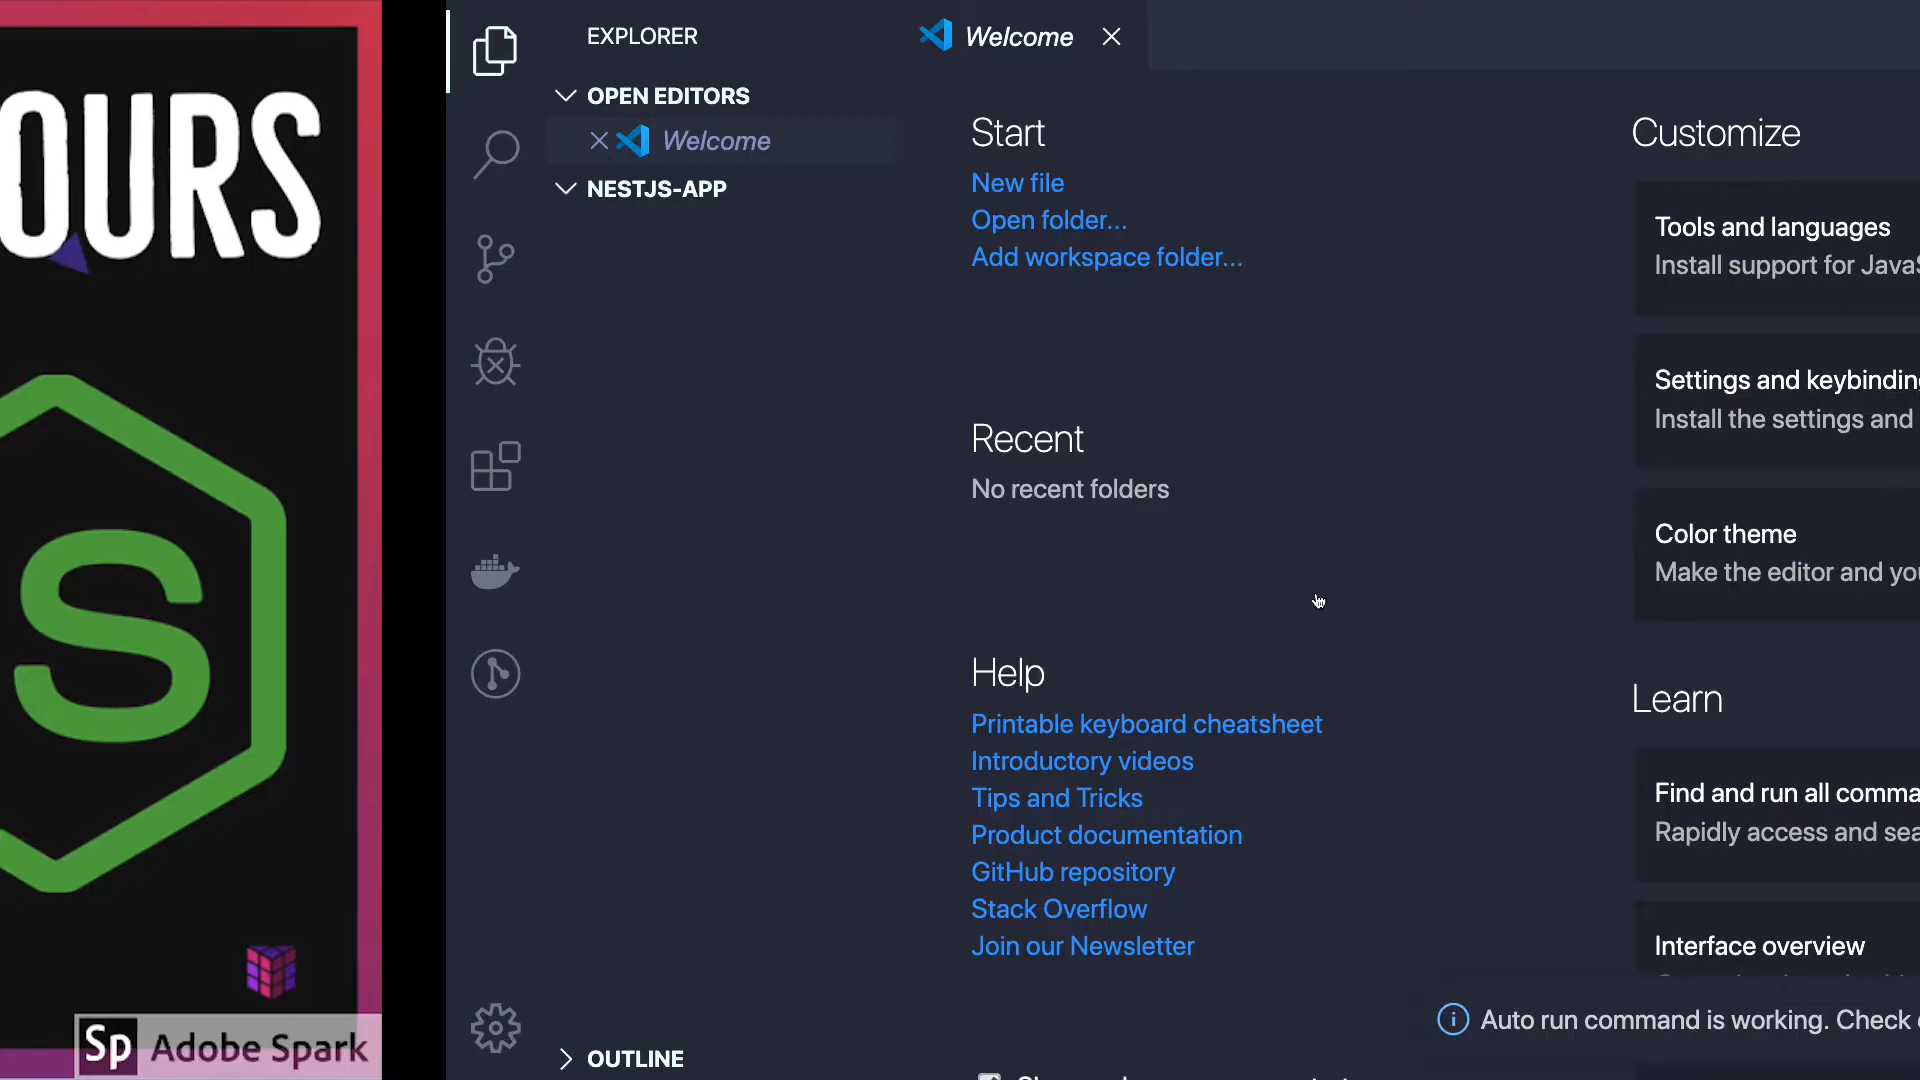 OURS
S
Sp Adobe Spark
EXPLORER
OPEN EDITORS
Welcome
NESTJS-APP
OUTLINE
Welcome
Start
New file
Open folder...
Add workspace folder...
Recent
No recent folders
Help
Printable keyboard cheatsheet
Introductory videos
Tips and Tricks
Product documentation
GitHub repository
Stack Overflow
Join our Newsletter
Customize
Tools and languages
Install support for JavaS
Settings and keybinding
Install the settings and
Color theme
Make the editor and you
Learn
Find and run all comma
Rapidly access and sea
Interface overview
Auto run command is working. Check